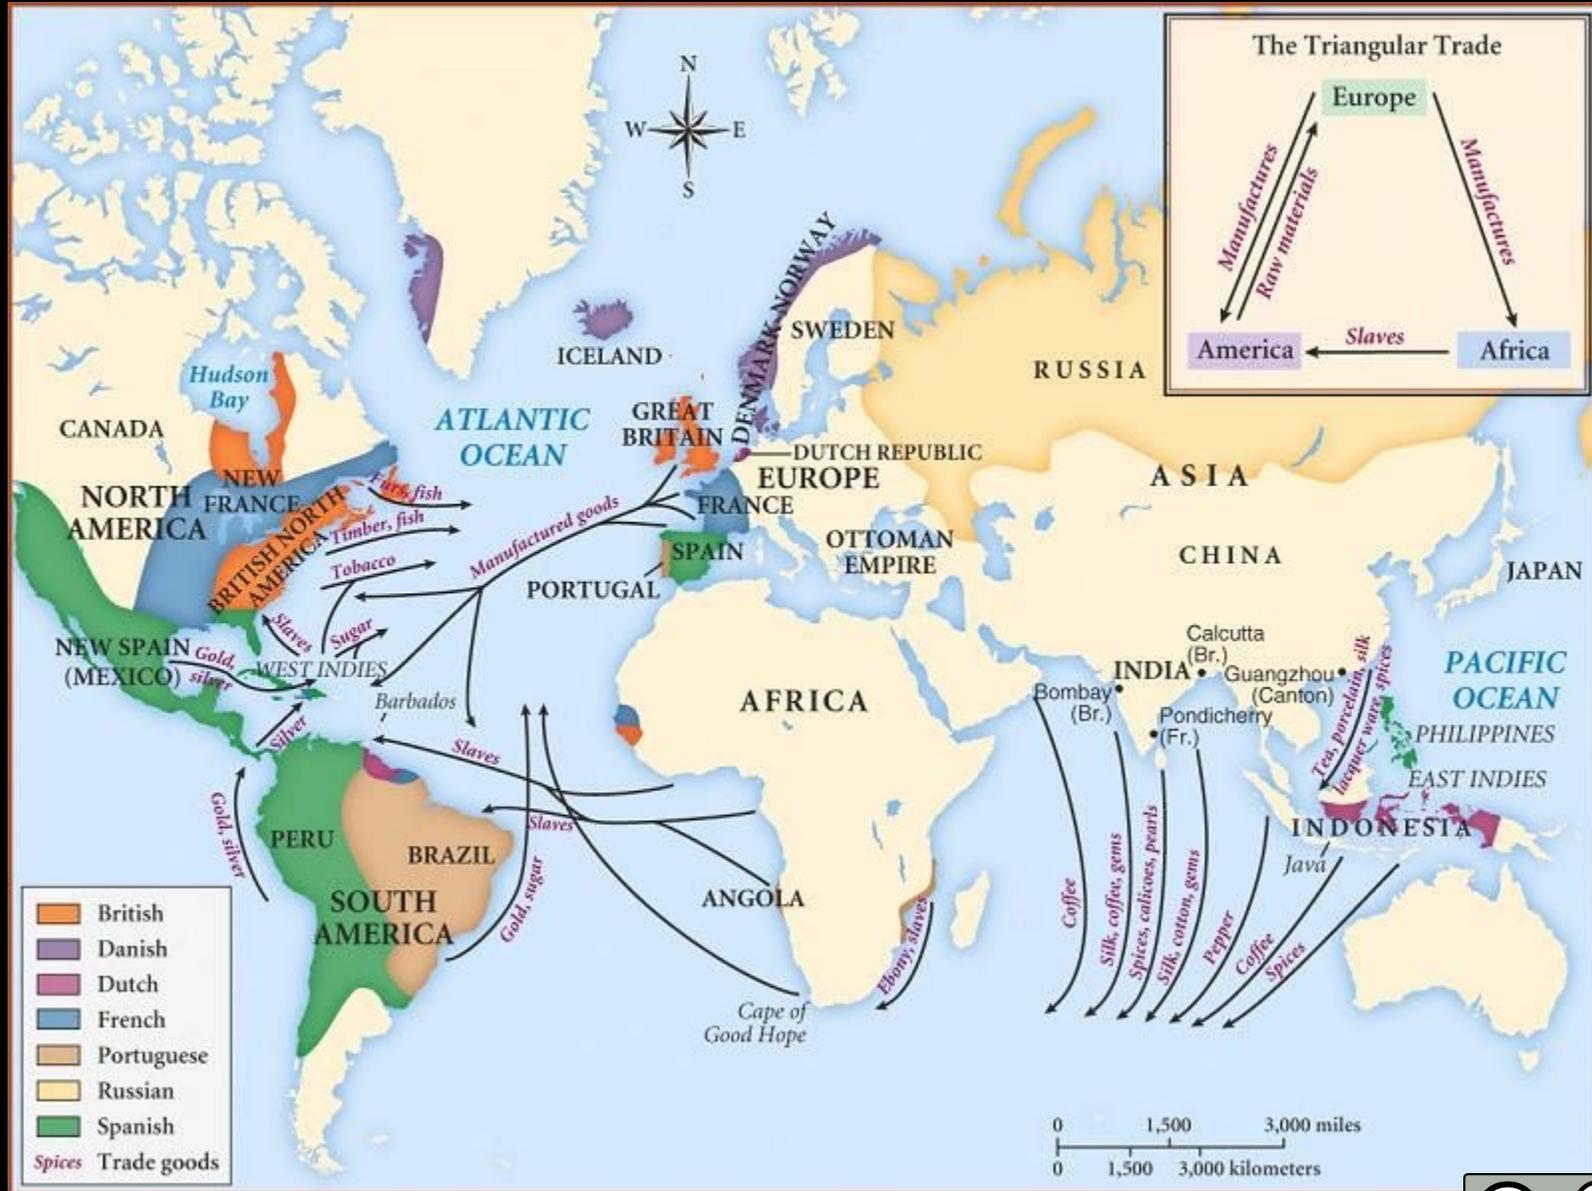 The Triangular Trade
Europe
Manufactures
Raw materials
Manufactures
America
Slaves
Africa
N
W
E
S
ICELAND
DENMARK-NORWAY
SWEDEN
RUSSIA
Hudson
Bay
CANADA
ATLANTIC
OCEAN
GREAT
BRITAIN
DUTCH REPUBLIC
EUROPE
ASIA
NEW
FRANCE
NORTH
AMERICA
BRITISH NORTH
AMERICA
Furs, fish
Timber, fish
Tobacco
Manufactured goods
FRANCE
SPAIN
PORTUGAL
OTTOMAN
EMPIRE
CHINA
JAPAN
NEW SPAIN
(MEXICO)
Gold,
silver
Slaves
Sugar
WEST INDIES
Barbados
Silver
Slaves
AFRICA
Calcutta
(Br.)
INDIA
Guangzhou
(Canton)
Bombay
(Br.)
Pondicherry
(Fr.)
Tea, porcelain, silk
lacquer ware, spices
PACIFIC
OCEAN
PHILIPPINES
EAST INDIES
INDONESIA
Java
Gold, silver
PERU
BRAZIL
Slaves
SOUTH
AMERICA
Gold, sugar
ANGOLA
Ebony, slaves
Cape of
Good Hope
Coffee
Silk, coffee, gems
Spices, calicoes, pearls
Silk, cotton, gems
Pepper
Coffee
Spices
British
Danish
Dutch
French
Portuguese
Russian
Spanish
Spices Trade goods
0 1,500 3,000 miles
0 1,500 3,000 kilometers